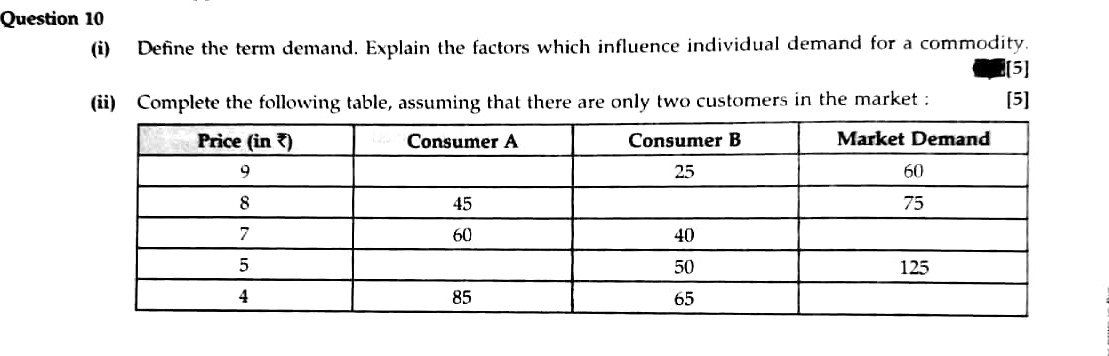 Question 10
(i) Define the term demand. Explain the factors which influence individual demand for a commodity.
[5]
(ii) Complete the following table, assuming that there are only two customers in the market : [5]
Price (in ₹) Consumer A Consumer B Market Demand
9 25 60
8 45 75
7 60 40
5 50 125
4 85 65